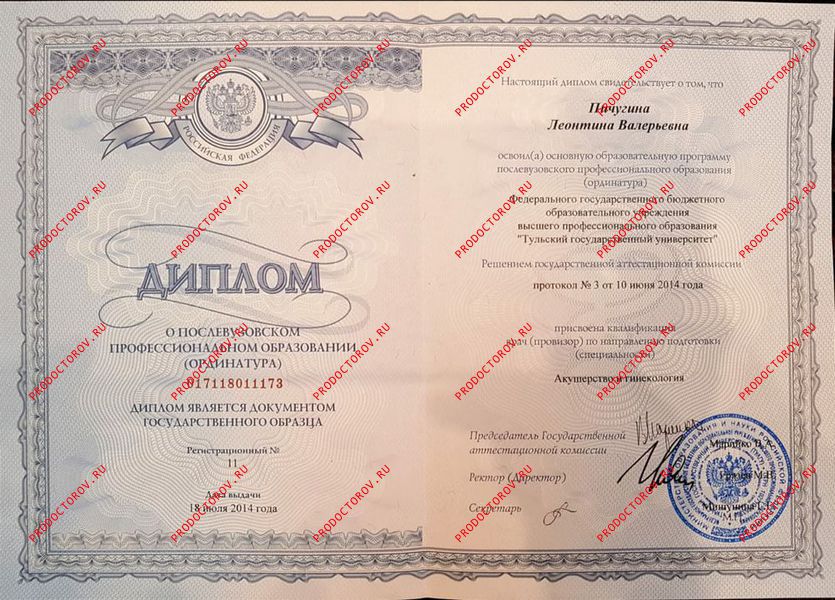 РОССИЙСКАЯ ФЕДЕРАЦИЯ
ДИПЛОМ
О ПОСЛЕВУЗОВСКОМ
ПРОФЕССИОНАЛЬНОМ ОБРАЗОВАНИИ
(ОРДИНАТУРА)
017118011173
ДИПЛОМ ЯВЛЯЕТСЯ ДОКУМЕНТОМ
ГОСУДАРСТВЕННОГО ОБРАЗЦА
Регистрационный №
11
Дата выдачи
18 июля 2014 года
Настоящий диплом свидетельствует о том, что
Пичугина
Леонтина Валерьевна
освоил(а) основную образовательную программу
послевузовского профессионального образования
(ординатура)
Федерального государственного бюджетного
образовательного учреждения
высшего профессионального образования
"Тульский государственный университет"
Решением государственной аттестационной комиссии
протокол № 3 от 10 июня 2014 года
присвоена квалификация
врач (провизор) по направлению подготовки
(специальности)
Акушерство и гинекология
Председатель Государственной
аттестационной комиссии
Ректор (Директор)
Секретарь
М.П.
PRODOCTOROV.RU